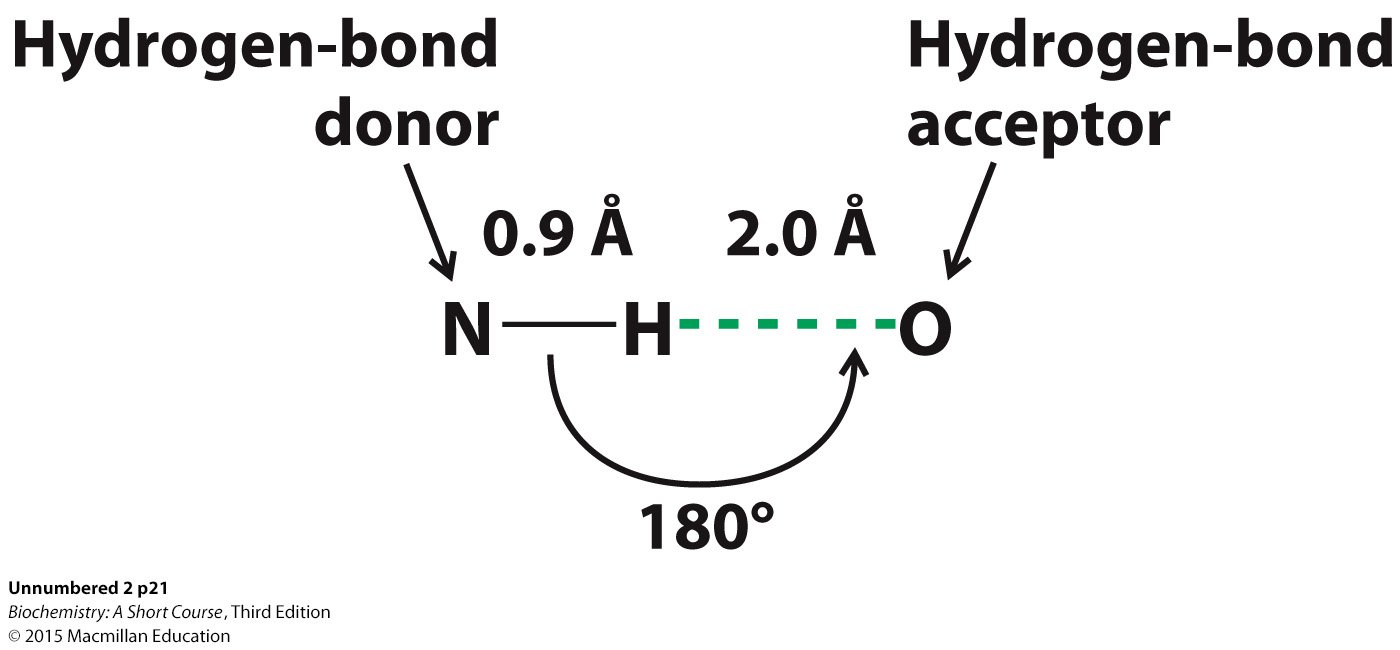 Hydrogen-bond
donor
Hydrogen-bond
acceptor
0.9 Å
2.0 Å
N
H
O
180°
Unnumbered 2 p21
Biochemistry: A Short Course, Third Edition
© 2015 Macmillan Education